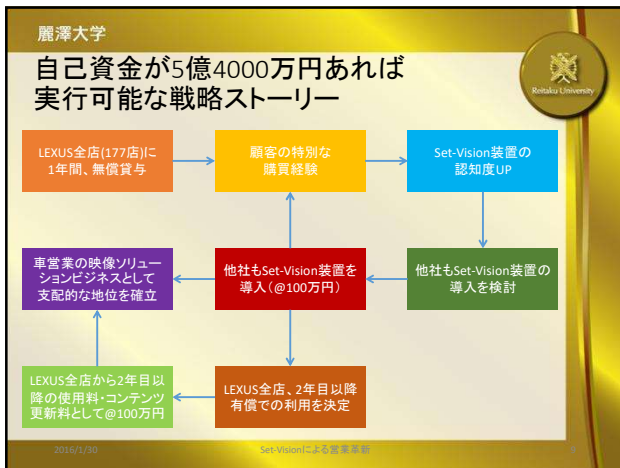 麗澤大学
自己資金が5億4000万円あれば
実行可能な戦略ストーリー
Reitaku University
LEXUS全店(177店)に
1年間、無償貸与
顧客の特別な
購買経験
Set-Vision装置の
認知度UP
車営業の映像ソリュー
ションビジネスとして
支配的な地位を確立
他社もSet-Vision装置を
導入(@100万円)
他社もSet-Vision装置の
導入を検討
LEXUS全店から2年目以
降の使用料・コンテンツ
更新料として@100万円
LEXUS全店、2年目以降
有償での利用を決定
2016/1/30
Set-Visionによる営業革新